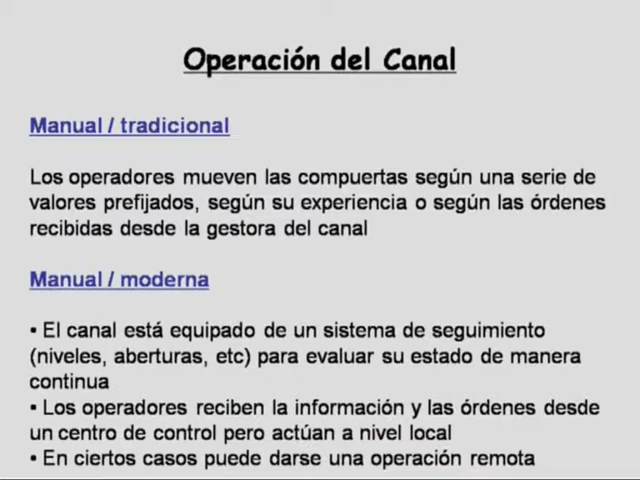 Operación del Canal
Manual / tradicional
Los operadores mueven las compuertas según una serie de
valores prefijados, según su experiencia o según las órdenes
recibidas desde la gestora del canal
Manual / moderna
• El canal está equipado de un sistema de seguimiento
(niveles, aberturas, etc) para evaluar su estado de manera
continua
• Los operadores reciben la información y las órdenes desde
un centro de control pero actúan a nivel local
• En ciertos casos puede darse una operación remota